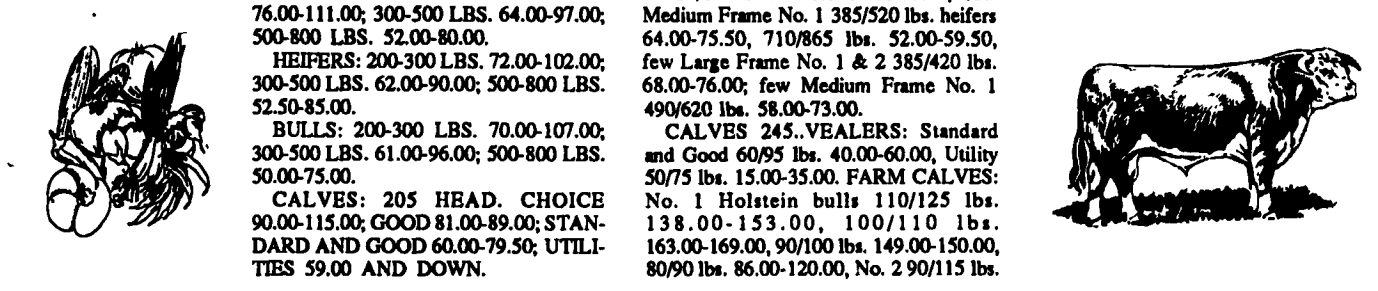 76.00-111.00; 300-500 LBS. 64.00-97.00;
500-800 LBS. 52.00-80.00.
HEIFERS: 200-300 LBS. 72.00-102.00;
300-500 LBS. 62.00-90.00; 500-800 LBS.
52.50-85.00.
BULLS: 200-300 LBS. 70.00-107.00;
300-500 LBS. 61.00-96.00; 500-800 LBS.
50.00-75.00.
CALVES: 205 HEAD. CHOICE
90.00-115.00; GOOD 81.00-89.00; STAN-
DARD AND GOOD 60.00-79.50; UTILI-
TIES 59.00 AND DOWN.
Medium Frame No. 1 385/520 lbs. heifers
64.00-75.50, 710/865 lbs. 52.00-59.50,
few Large Frame No. 1 & 2 385/420 lbs.
68.00-76.00; few Medium Frame No. 1
490/620 lbs. 58.00-73.00.
CALVES 245..VEALERS: Standard
and Good 60/95 lbs. 40.00-60.00, Utility
50/75 lbs. 15.00-35.00. FARM CALVES:
No. 1 Holstein bulls 110/125 lbs.
138.00-153.00, 100/110 lbs.
163.00-169.00, 90/100 lbs. 149.00-150.00,
80/90 lbs. 86.00-120.00, No. 2 90/115 lbs.